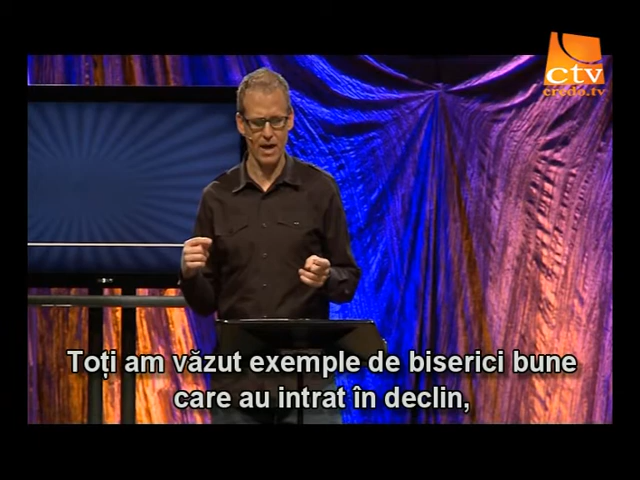 ctv
credo.tv
Toți am văzut exemple de biserici bune
care au intrat în declin,